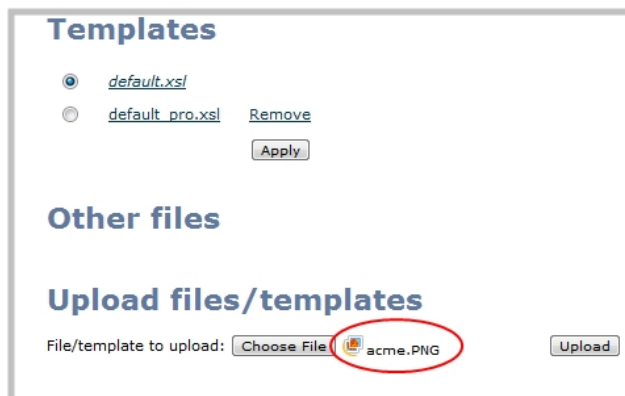 Templates
default.xsl
default_pro.xsl Remove
Apply
Other files
Upload files/templates
File/template to upload: Choose File acme.PNG Upload